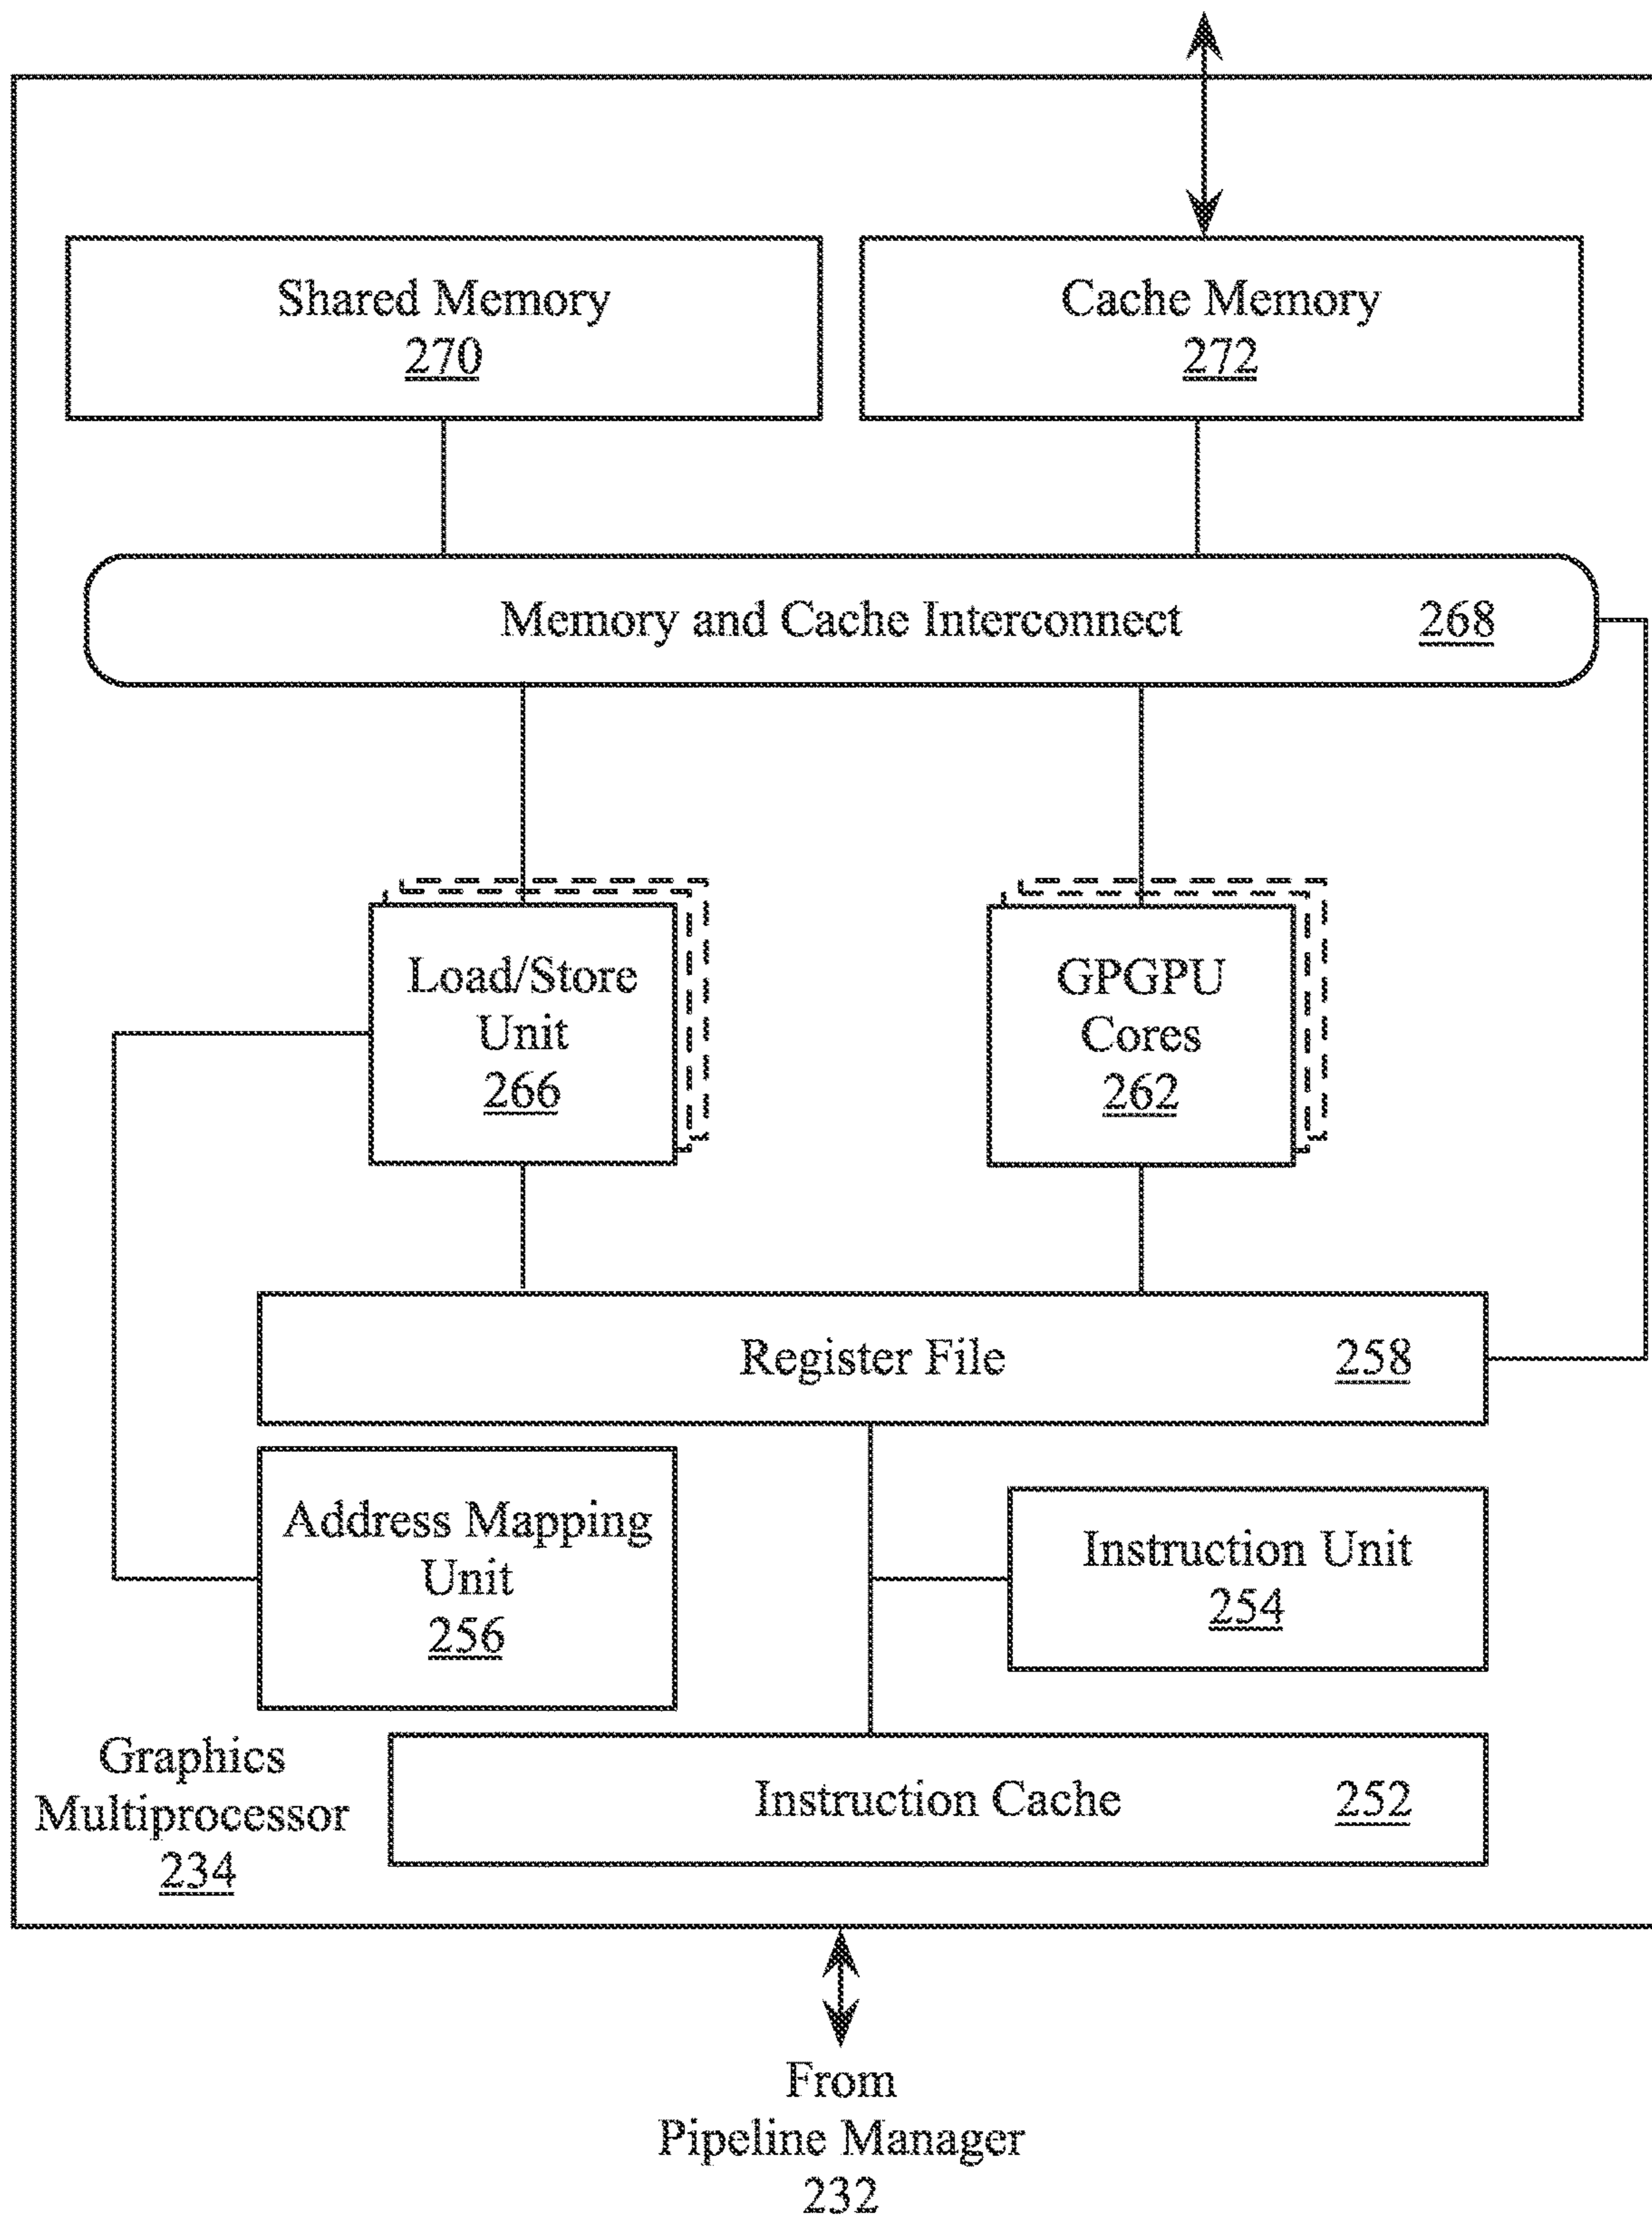 Shared Memory
270
Cache Memory
272
Memory and Cache Interconnect 268
Load/Store
Unit
266
GPGPU
Cores
262
Register File 258
Address Mapping
Unit
256
Instruction Unit
254
Graphics
Multiprocessor
234
Instruction Cache 252
From
Pipeline Manager
232